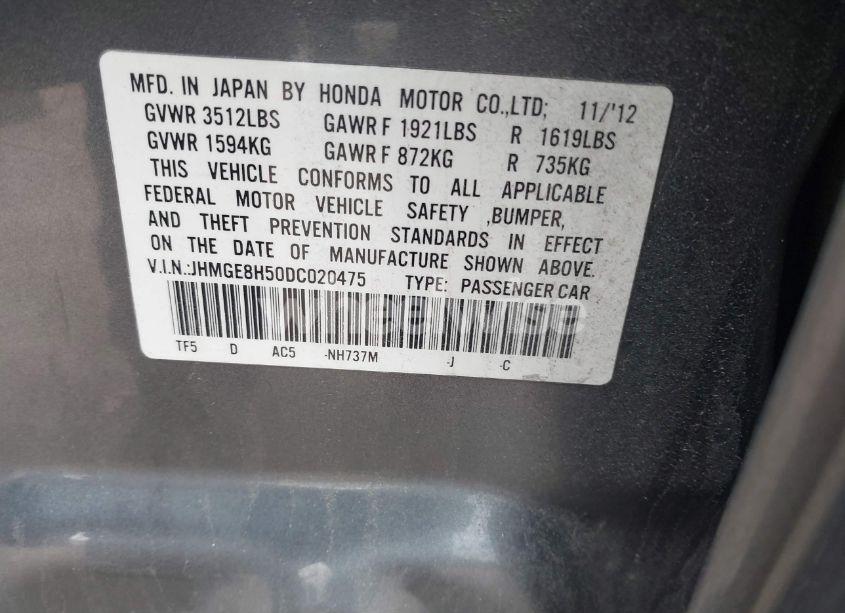 MFD. IN JAPAN BY HONDA MOTOR CO.,LTD; 11/'12
GVWR 3512LBS GAWR F 1921LBS R 1619LBS
GVWR 1594KG GAWR F 872KG R 735KG
THIS VEHICLE CONFORMS TO ALL APPLICABLE
FEDERAL MOTOR VEHICLE SAFETY ,BUMPER,
AND THEFT PREVENTION STANDARDS IN EFFECT
ON THE DATE OF MANUFACTURE SHOWN ABOVE.
V.I.N.:JHMGE8H50DC020475 TYPE: PASSENGER CAR
TF5 D AC5 -NH737M -J -C